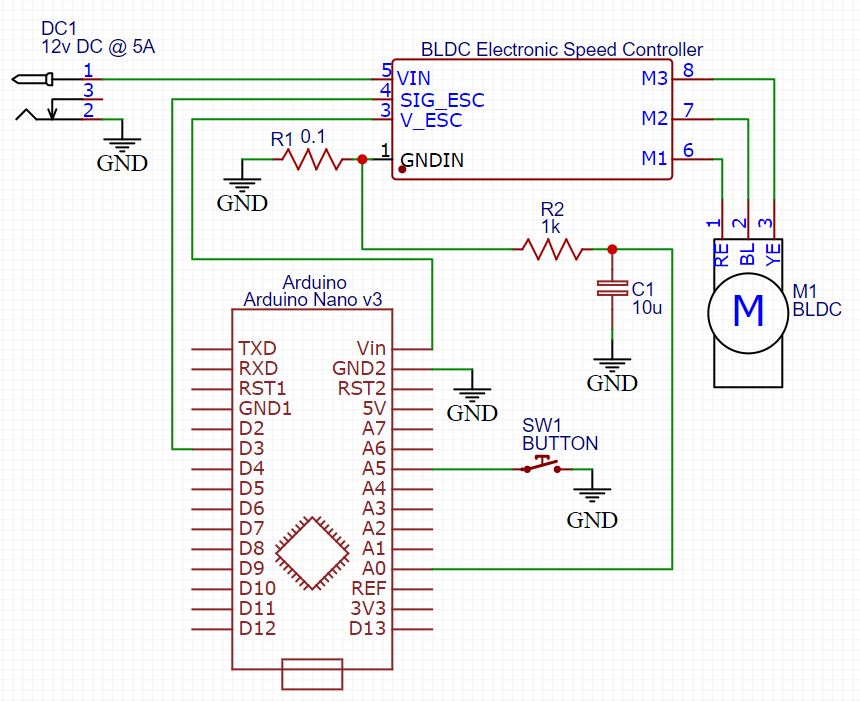 DC1
12v DC @ 5A
1
3
2
GND
BLDC Electronic Speed Controller
5 VIN
4 SIG_ESC
3 V_ESC
1 GNDIN
M3 8
M2 7
M1 6
R1 0.1
GND
R2
1k
C1
10u
GND
1 2 3
RE BL YE
M
M1
BLDC
Arduino
Arduino Nano v3
TXD Vin
RXD GND2
RST1 RST2
GND1 5V
D2 A7
D3 A6
D4 A5
D5 A4
D6 A3
D7 A2
D8 A1
D9 A0
D10 REF
D11 3V3
D12 D13
GND
SW1
BUTTON
GND